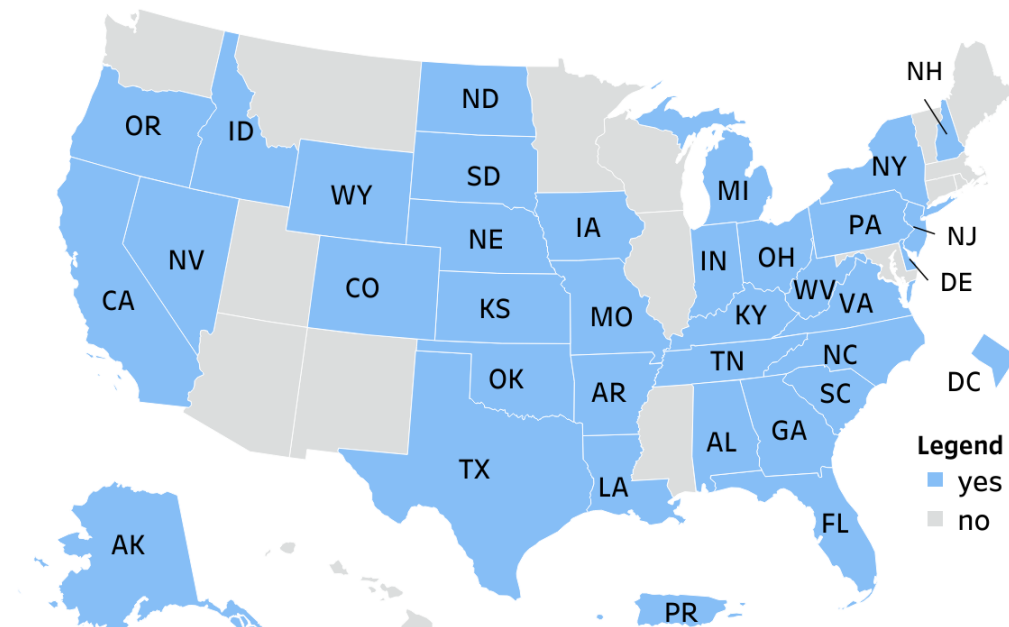 NH
ND
OR
ID
NY
SD
MI
WY
PA
IA
NJ
NE
NV
OH
IN
DE
CO
WV
CA
VA
KS
KY
MO
NC
TN
DC
OK
SC
AR
GA
AL
Legend
TX
yes
LA
no
FL
AK
PR